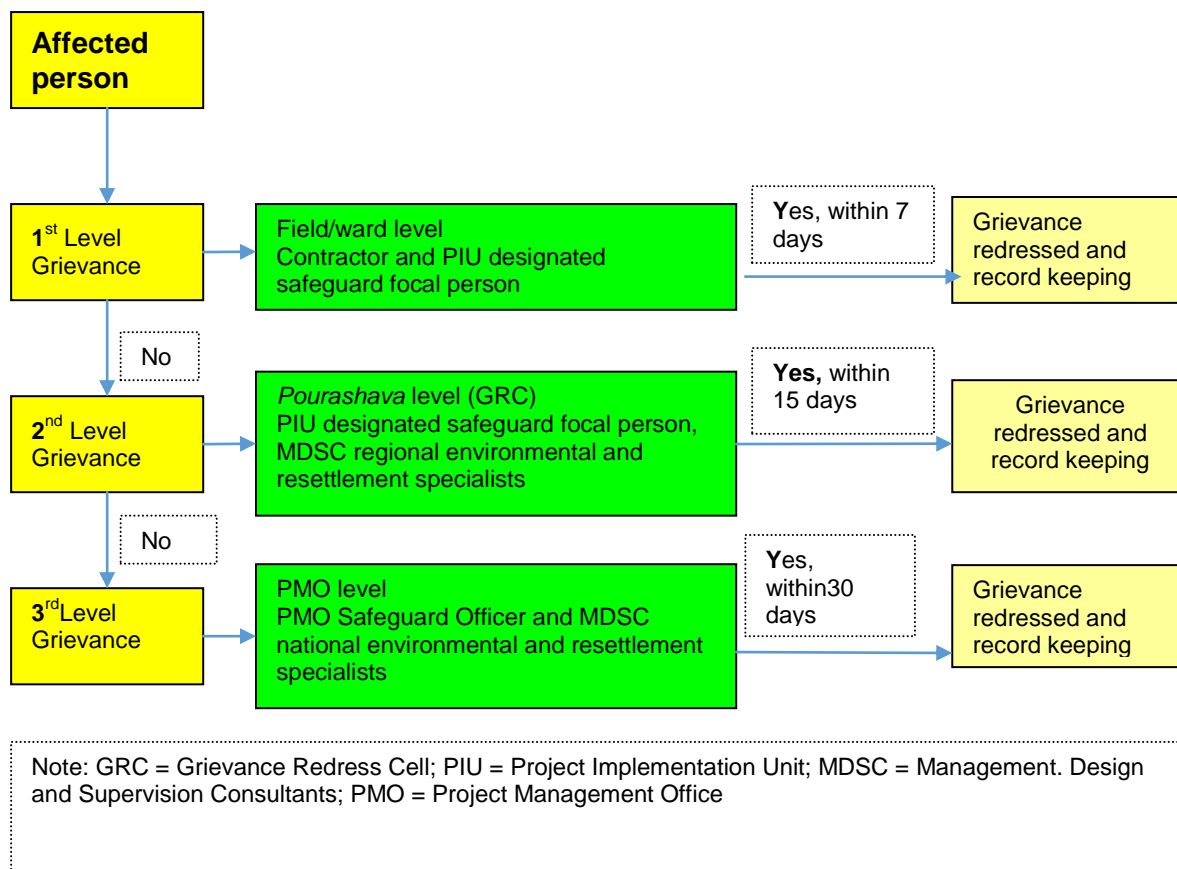 Affected
person
1st Level
Grievance
Field/ward level
Contractor and PIU designated
safeguard focal person
Yes, within 7
days
Grievance
redressed and
record keeping
No
2nd Level
Grievance
Pourashava level (GRC)
PIU designated safeguard focal person,
MDSC regional environmental and
resettlement specialists
Yes, within
15 days
Grievance
redressed and
record keeping
No
3rdLevel
Grievance
PMO level
PMO Safeguard Officer and MDSC
national environmental and resettlement
specialists
Yes,
within30
days
Grievance
redressed and
record keeping
Note: GRC = Grievance Redress Cell; PIU = Project Implementation Unit; MDSC = Management. Design
and Supervision Consultants; PMO = Project Management Office